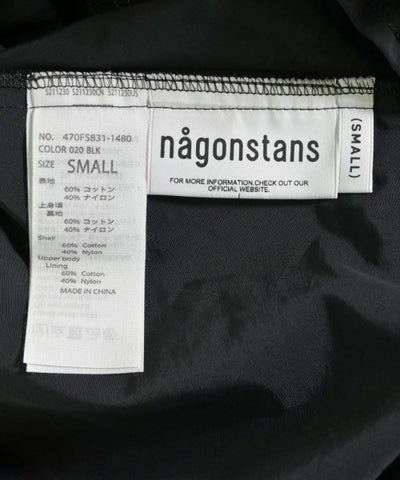 S211230 S211230CN S211230US
NO. 470FS831-1480
COLOR 020 BLK
SIZE SMALL
表地
60% コットン
40% ナイロン
上身頃
裏地
60% コットン
40% ナイロン
Shell
60% Cotton
40% Nylon
Upper body
Lining
60% Cotton
40% Nylon
MADE IN CHINA
någonstans
FOR MORE INFORMATION,CHECK OUT OUR
OFFICIAL WEBSITE.
(SMALL)